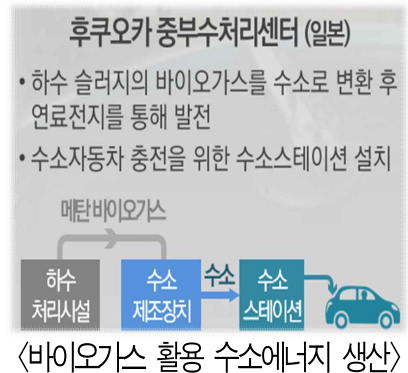 후쿠오카 중부수처리센터 (일본)
• 하수 슬러지의 바이오가스를 수소로 변환 후
연료전지를 통해 발전
• 수소자동차 충전을 위한 수소스테이션 설치
메탄 바이오가스
하수
처리시설
수소
제조장치
수소
수소
스테이션
<바이오가스 활용 수소에너지 생산>